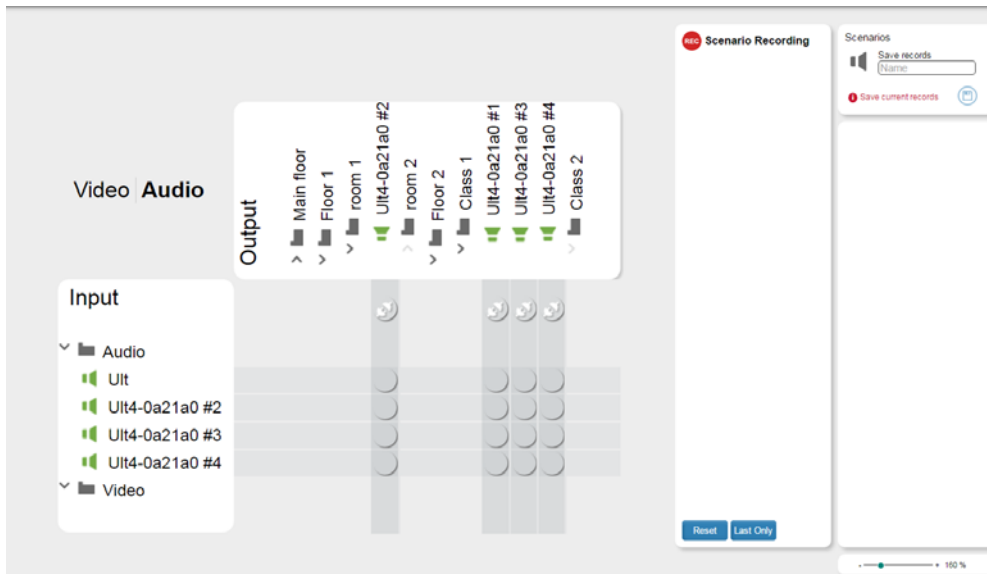 REC Scenario Recording
Scenarios
Save records
Name
Save current records
Video Audio
Output
Main floor
Floor 1
room 1
Ult4-0a21a0 #2
room 2
Floor 2
Class 1
Ult4-0a21a0 #1
Ult4-0a21a0 #3
Ult4-0a21a0 #4
Class 2
Input
Audio
Ult
Ult4-0a21a0 #2
Ult4-0a21a0 #3
Ult4-0a21a0 #4
Video
Reset Last Only
- + 160 %